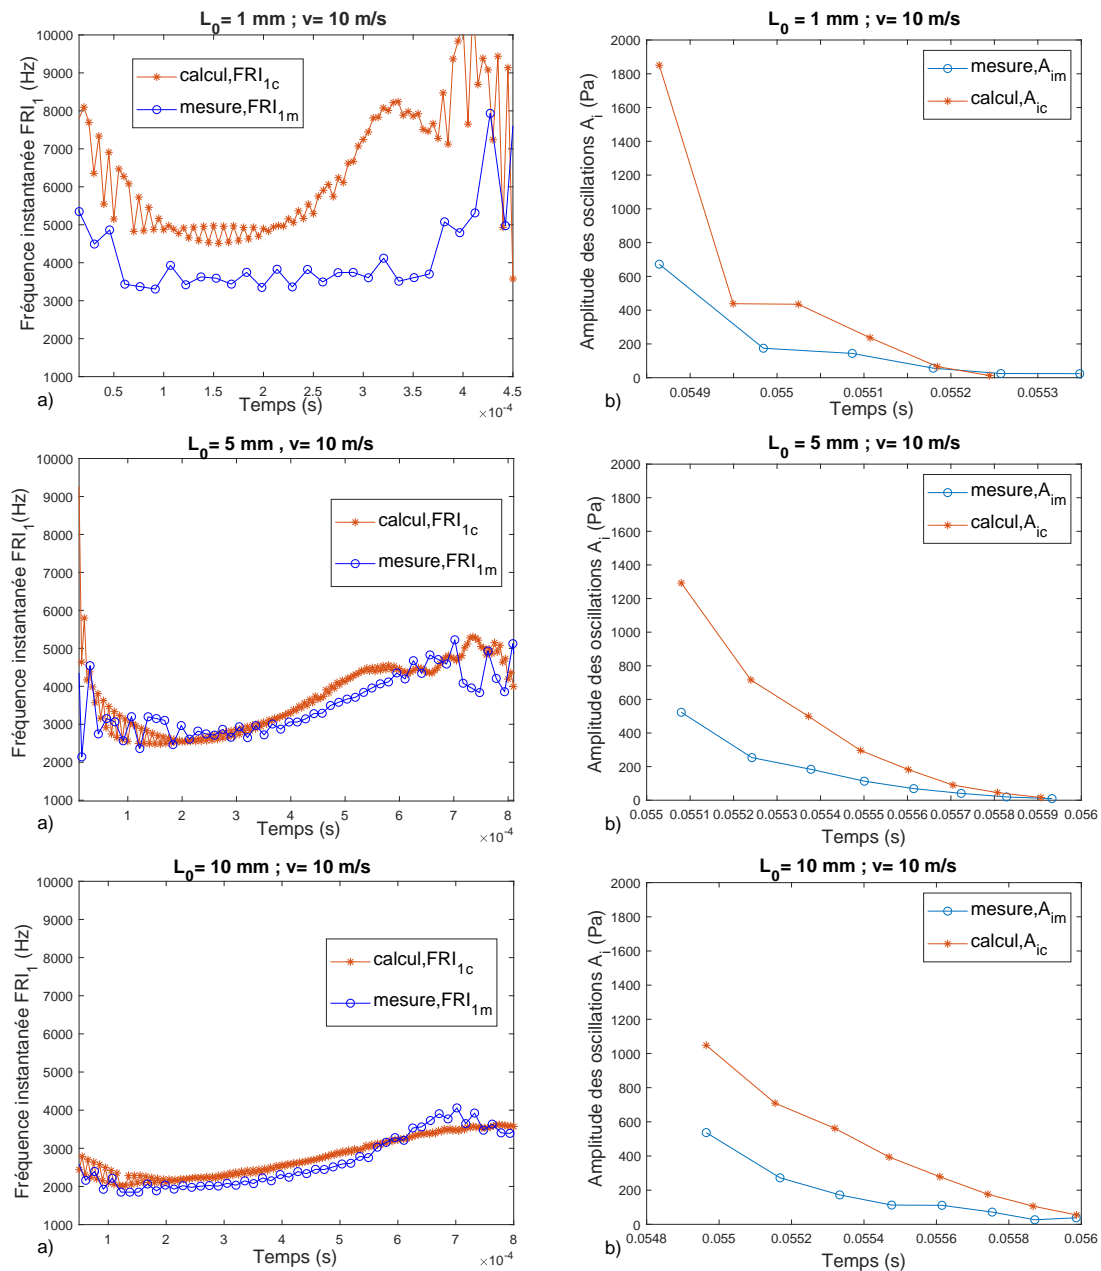 L0= 1 mm ; v= 10 m/s
Fréquence instantanée FRI1 (Hz)
10000
9000
8000
7000
6000
5000
4000
3000
2000
1000
calcul,FRI1c
mesure,FRI1m
0.5 1 1.5 2 2.5 3.0 3.5 4.0 4.5
a) Temps (s) ×10-4
L0= 1 mm ; v= 10 m/s
Amplitude des oscillations Ai (Pa)
2000
1800
1600
1400
1200
1000
800
600
400
200
0
mesure,Aim
calcul,Aic
0.0549 0.055 0.0551 0.0552 0.0553
b) Temps (s)
L0= 5 mm , v= 10 m/s
Fréquence instantanée FRI1(Hz)
10000
9000
8000
7000
6000
5000
4000
3000
2000
1000
calcul,FRI1c
mesure,FRI1m
1 2 3 4 5 6 7 8
a) Temps (s) ×10-4
L0= 5 mm ; v= 10 m/s
Amplitude des oscillations Ai (Pa)
2000
1800
1600
1400
1200
1000
800
600
400
200
0
mesure,Aim
calcul,Aic
0.055 0.0551 0.0552 0.0553 0.0554 0.0555 0.0556 0.0557 0.0558 0.0559 0.056
b) Temps (s)
L0= 10 mm ; v= 10 m/s
Fréquence instantanée FRI1 (Hz)
10000
9000
8000
7000
6000
5000
4000
3000
2000
1000
calcul,FRI1c
mesure,FRI1m
1 2 3 4 5 6 7 8
a) Temps (s) ×10-4
L0= 10 mm ; v= 10 m/s
Amplitude des oscillations Ai (Pa)
2000
1800
1600
1400
1200
1000
800
600
400
200
0
mesure,Aim
calcul,Aic
0.0548 0.055 0.0552 0.0554 0.0556 0.0558 0.056
b) Temps (s)